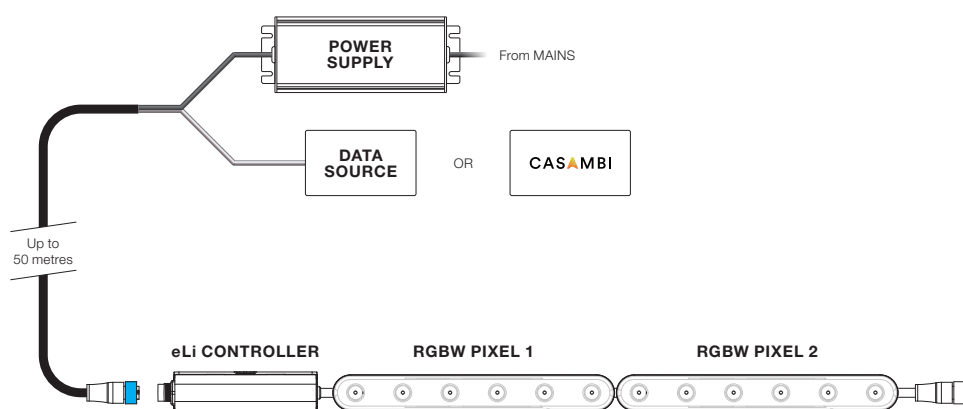 POWER
SUPPLY
From MAINS
DATA
SOURCE
OR
CASAMBI
Up to
50 metres
eLi CONTROLLER
RGBW PIXEL 1
RGBW PIXEL 2